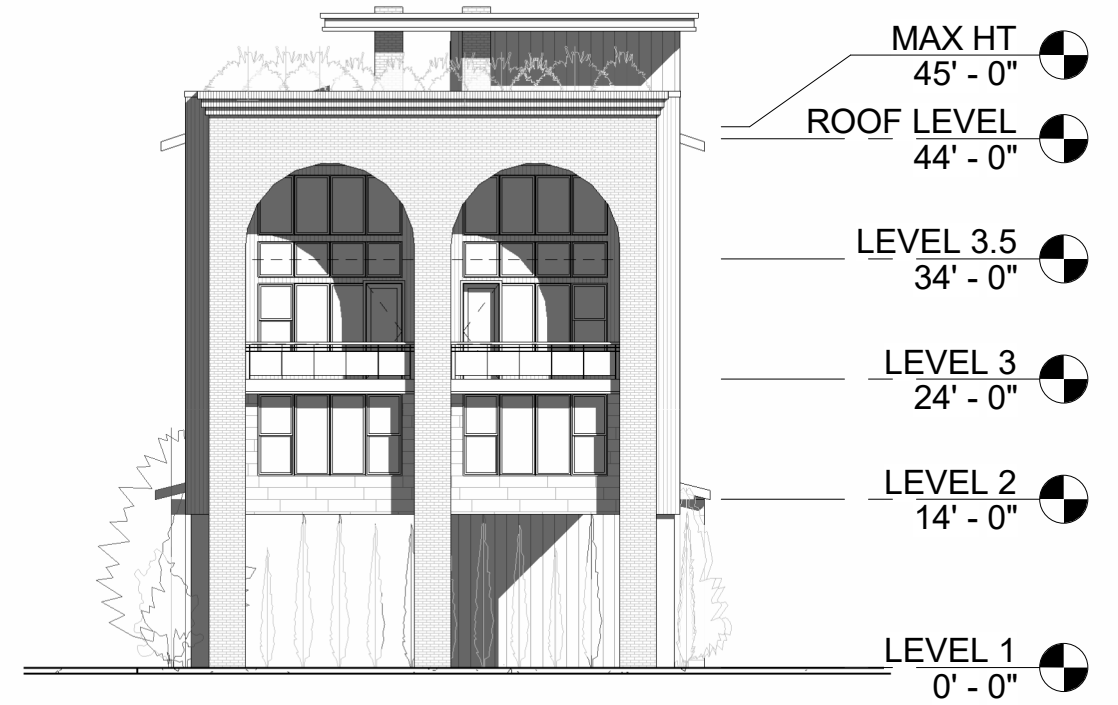 MAX HT
45' - 0"
ROOF LEVEL
44' - 0"
LEVEL 3.5
34' - 0"
LEVEL 3
24' - 0"
LEVEL 2
14' - 0"
LEVEL 1
0' - 0"